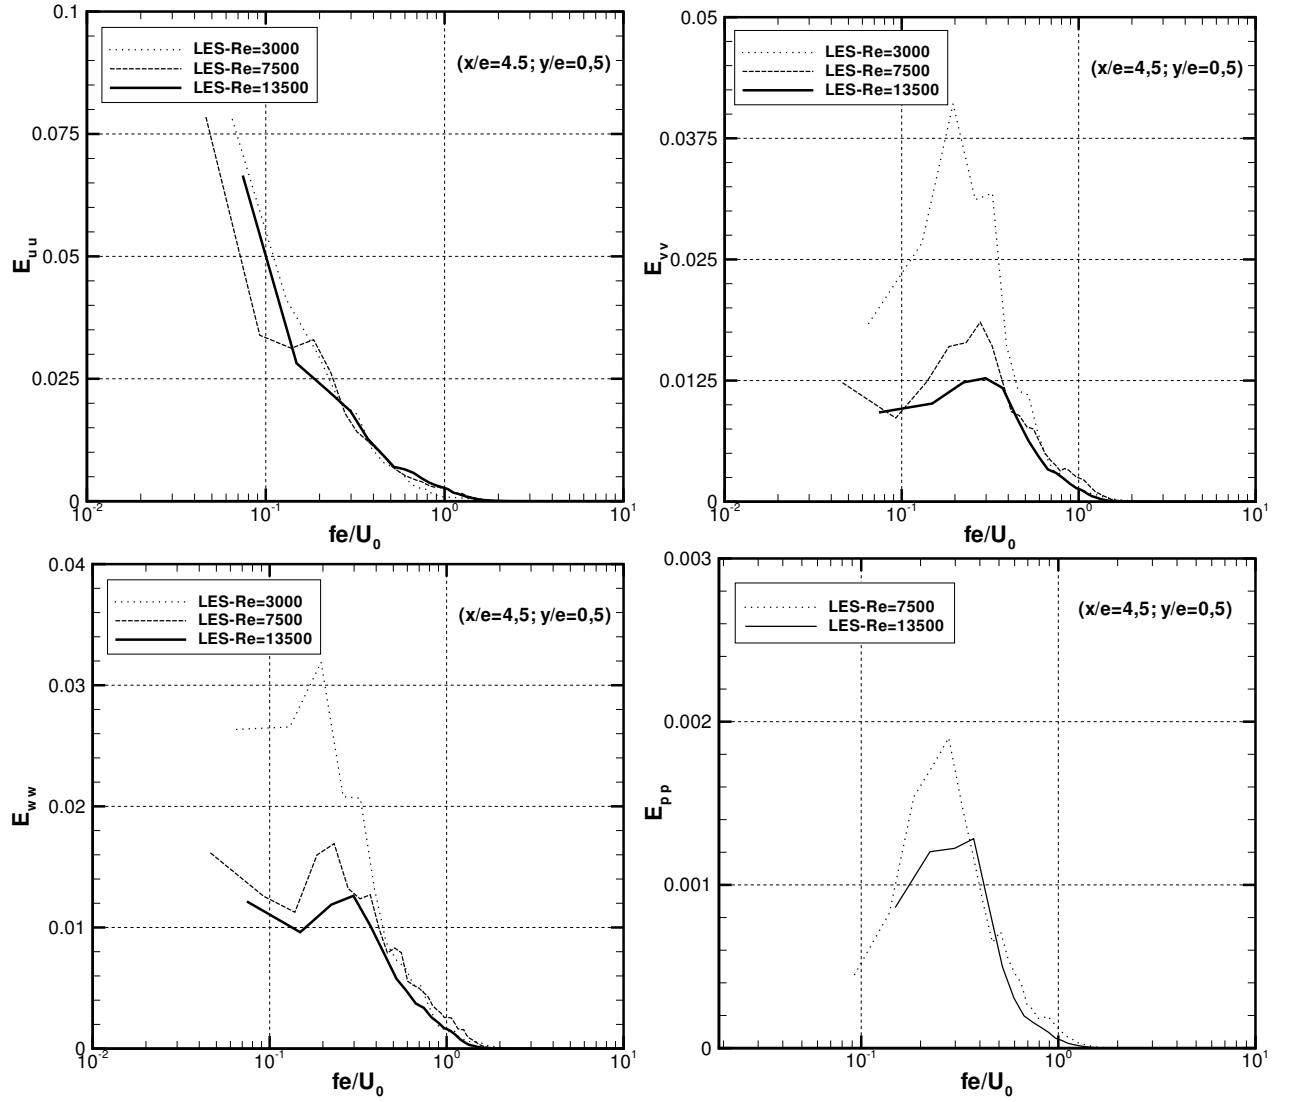 0.1
LES-Re=3000
LES-Re=7500
LES-Re=13500
(x/e=4.5; y/e=0,5)
0.075
0.05
0.025
0
E_uu
10^-2
10^-1
10^0
10^1
fe/U_0
0.05
LES-Re=3000
LES-Re=7500
LES-Re=13500
(x/e=4,5; y/e=0,5)
0.0375
0.025
0.0125
0
E_vv
10^-2
10^-1
10^0
10^1
fe/U_0
0.04
LES-Re=3000
LES-Re=7500
LES-Re=13500
(x/e=4,5; y/e=0,5)
0.03
0.02
0.01
0
E_ww
10^-2
10^-1
10^0
10^1
fe/U_0
0.003
LES-Re=7500
LES-Re=13500
(x/e=4,5; y/e=0,5)
0.002
0.001
0
E_pp
10^-1
10^0
10^1
fe/U_0